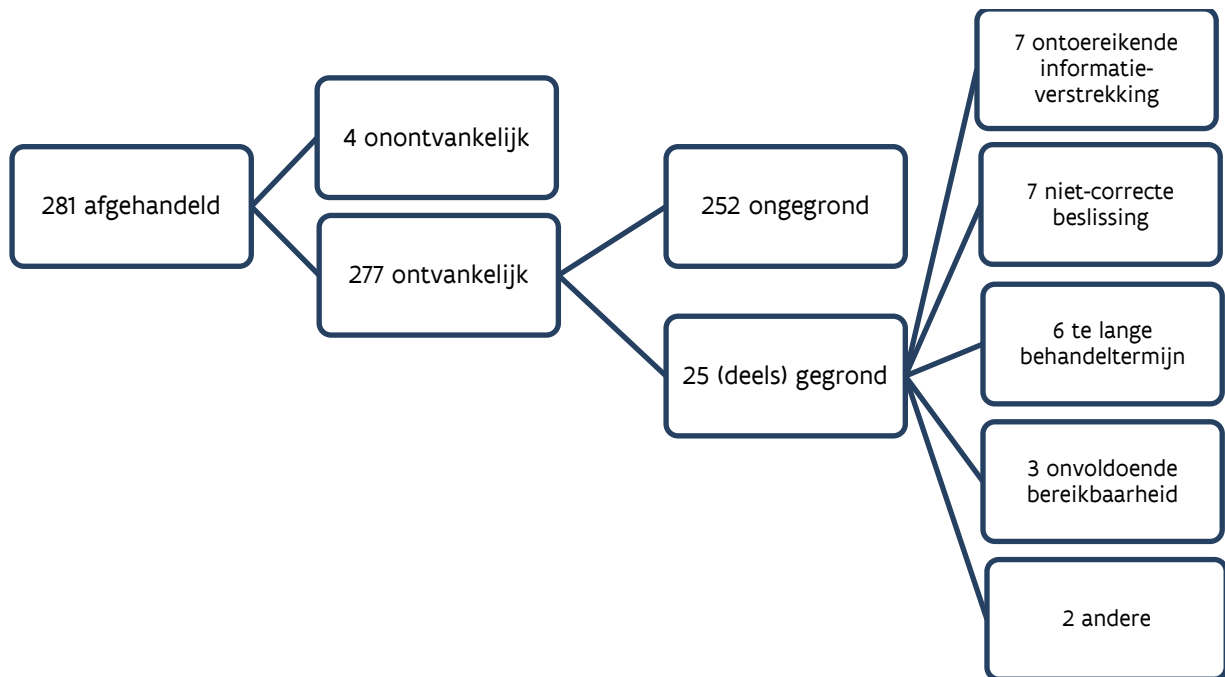 281 afgehandeld
4 onontvankelijk
277 ontvankelijk
252 ongegrond
25 (deels) gegrond
7 ontoereikende
informatie-
verstrekking
7 niet-correcte
beslissing
6 te lange
behandeltermijn
3 onvoldoende
bereikbaarheid
2 andere